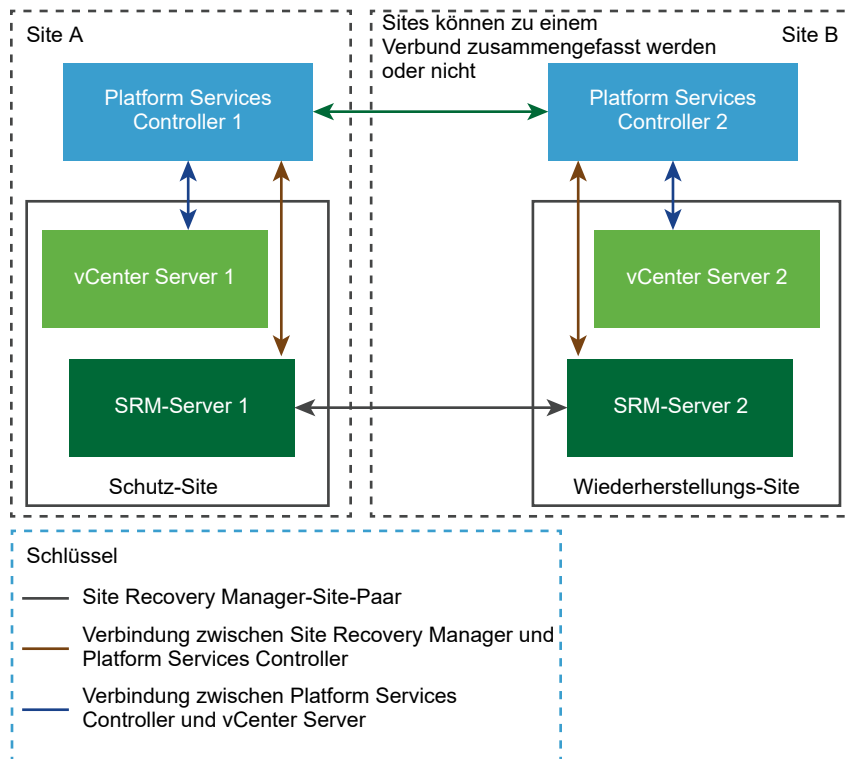 Site A
Sites können zu einem
Verbund zusammengefasst werden
oder nicht
Site B
Platform Services
Controller 1
Platform Services
Controller 2
vCenter Server 1
vCenter Server 2
SRM-Server 1
SRM-Server 2
Schutz-Site
Wiederherstellungs-Site
Schlüssel
Site Recovery Manager-Site-Paar
Verbindung zwischen Site Recovery Manager und
Platform Services Controller
Verbindung zwischen Platform Services
Controller und vCenter Server